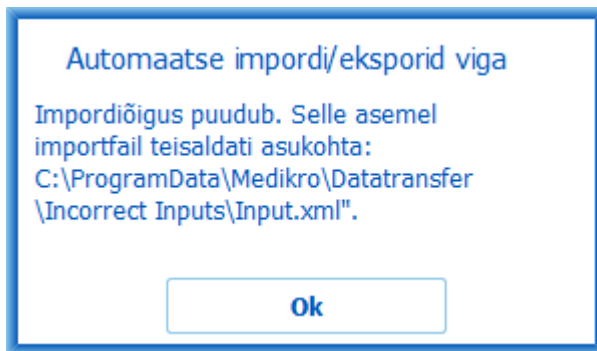 Automaatse impordi/eksporid viga
Impordiõigus puudub. Selle asemel
importfail teisaldati asukohta:
C:\ProgramData\Medikro\Datatransfer
\Incorrect Inputs\Input.xml".
Ok